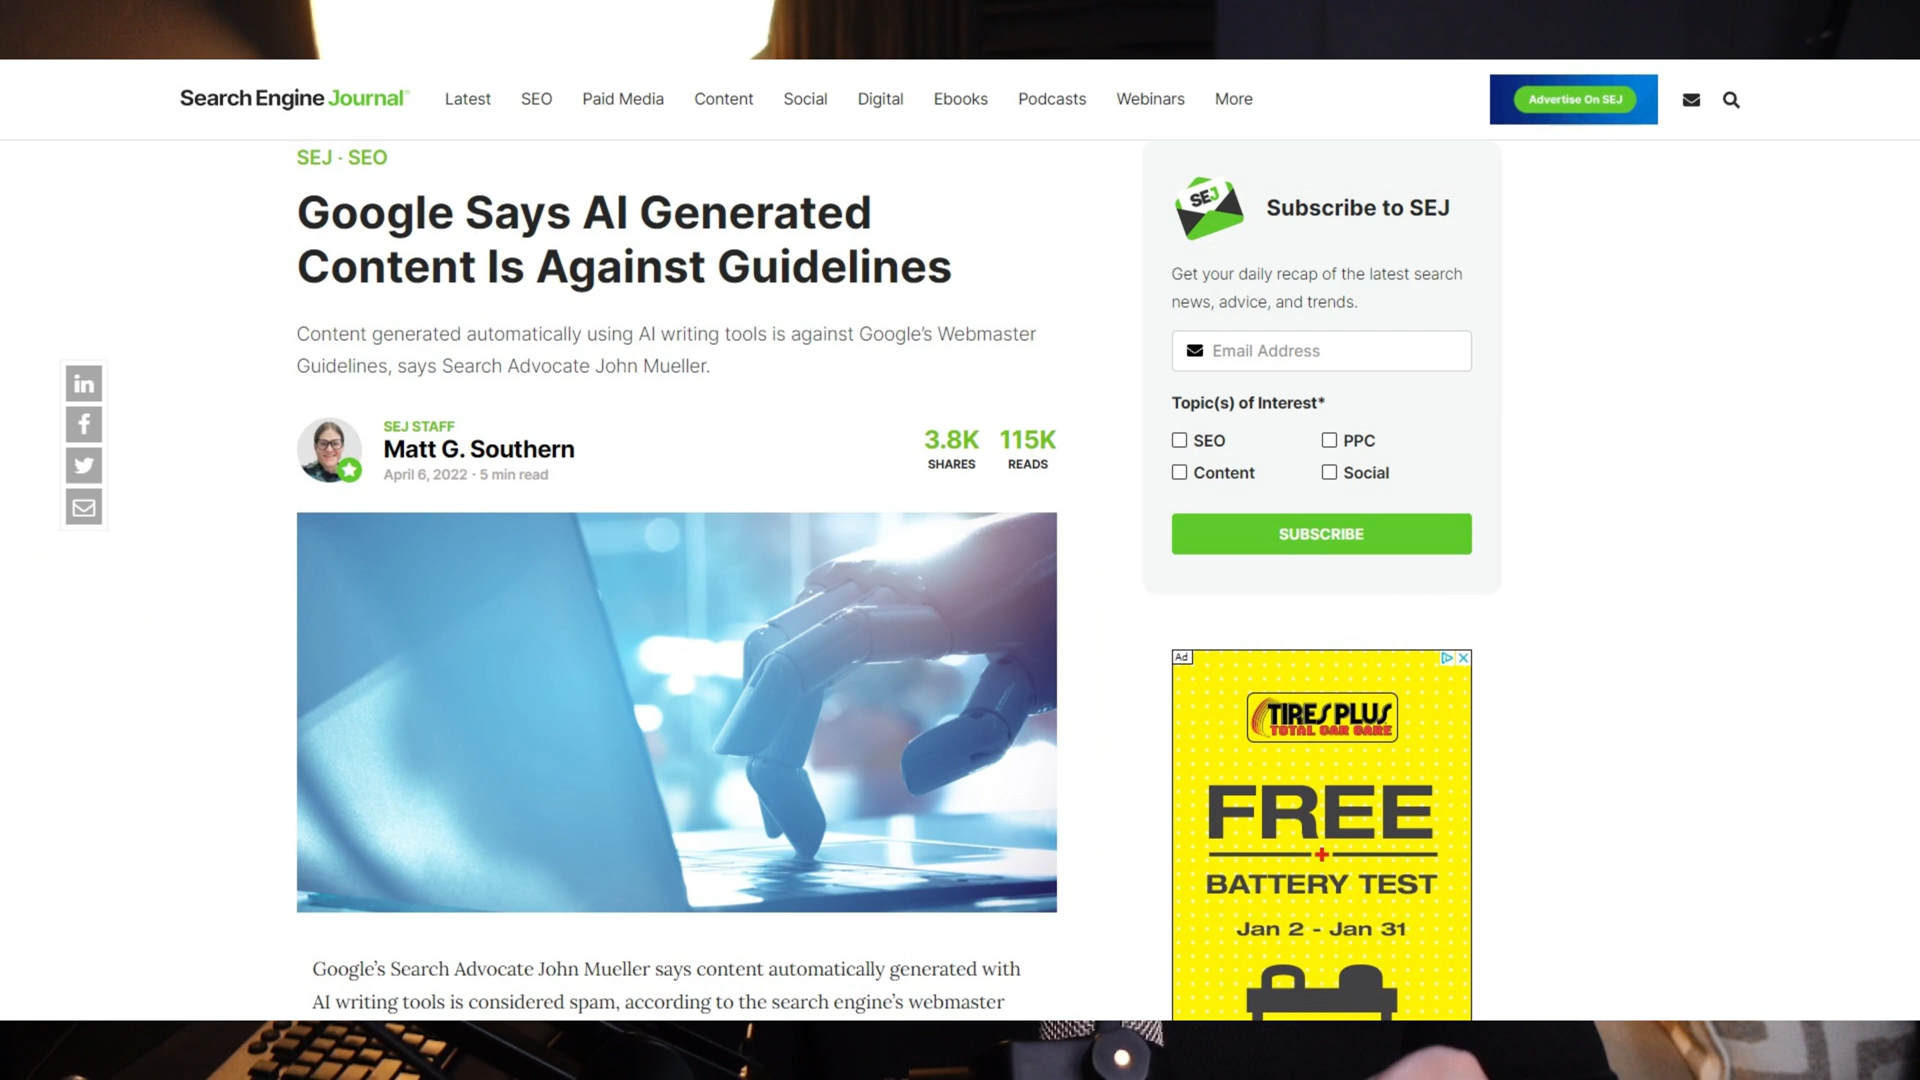 Search Engine Journal
Latest SEO Paid Media Content Social Digital Ebooks Podcasts Webinars More
Advertise On SEJ
SEJ · SEO
Google Says AI Generated
Content Is Against Guidelines
Content generated automatically using AI writing tools is against Google's Webmaster
Guidelines, says Search Advocate John Mueller.
SEJ STAFF
Matt G. Southern
April 6, 2022 · 5 min read
3.8K
SHARES
115K
READS
Google's Search Advocate John Mueller says content automatically generated with
AI writing tools is considered spam, according to the search engine's webmaster
SEJ
Subscribe to SEJ
Get your daily recap of the latest search
news, advice, and trends.
Email Address
Topic(s) of Interest*
SEO PPC
Content Social
SUBSCRIBE
Ad
TIRES PLUS
TOTAL CAR CARE
FREE
+
BATTERY TEST
Jan 2 - Jan 31